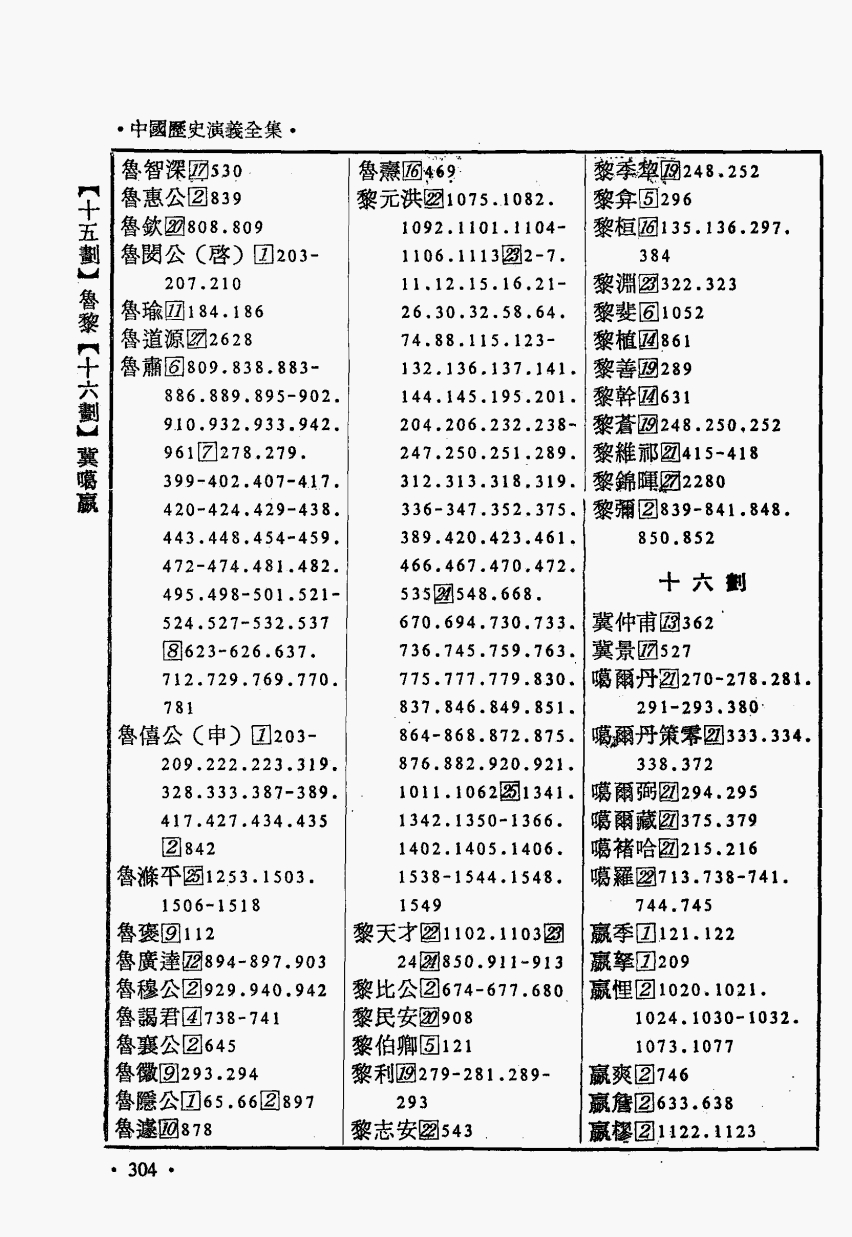 ·中國歷史演義全集·
【十五劃】魯黎【十六劃】冀噶嬴
魯智深[17]530
魯惠公[2]839
魯欽[20]808.809
魯閔公（啓）[1]203-
207.210
魯瑜[11]184.186
魯道源[27]2628
魯肅[6]809.838.883-
886.889.895-902.
910.932.933.942.
961[7]278.279.
399-402.407-417.
420-424.429-438.
443.448.454-459.
472-474.481.482.
495.498-501.521-
524.527-532.537
[8]623-626.637.
712.729.769.770.
781
魯僖公（申）[1]203-
209.222.223.319.
328.333.387-389.
417.427.434.435
[2]842
魯滌平[25]1253.1503.
1506-1518
魯褒[9]112
魯廣達[12]894-897.903
魯穆公[2]929.940.942
魯謁君[4]738-741
魯襄公[2]645
魯徽[9]293.294
魯隱公[1]65.66[2]897
魯遽[10]878
魯燾[16]469
黎元洪[22]1075.1082.
1092.1101.1104-
1106.1113[23]2-7.
11.12.15.16.21-
26.30.32.58.64.
74.88.115.123-
132.136.137.141.
144.145.195.201.
204.206.232.238-
247.250.251.289.
312.313.318.319.
336-347.352.375.
389.420.423.461.
466.467.470.472.
535[24]548.668.
670.694.730.733.
736.745.759.763.
775.777.779.830.
837.846.849.851.
864-868.872.875.
876.882.920.921.
1011.1062[25]1341.
1342.1350-1366.
1402.1405.1406.
1538-1544.1548.
1549
黎天才[22]1102.1103[23]
24[24]850.911-913
黎比公[2]674-677.680
黎民安[20]908
黎伯卿[5]121
黎利[19]279-281.289-
293
黎志安[22]543
黎季犂[19]248.252
黎弇[5]296
黎桓[16]135.136.297.
384
黎淵[23]322.323
黎斐[6]1052
黎植[14]861
黎善[19]289
黎幹[14]631
黎蒼[19]248.250.252
黎維祁[21]415-418
黎錦暉[27]2280
黎彌[2]839-841.848.
850.852
十六劃
冀仲甫[13]362
冀景[17]527
噶爾丹[21]270-278.281.
291-293.380
噶爾丹策零[21]333.334.
338.372
噶爾弼[21]294.295
噶爾藏[21]375.379
噶褚哈[21]215.216
噶羅[22]713.738-741.
744.745
嬴季[1]121.122
嬴拏[1]209
嬴悝[2]1020.1021.
1024.1030-1032.
1073.1077
嬴爽[2]746
嬴詹[2]633.638
嬴樛[2]1122.1123
·304·